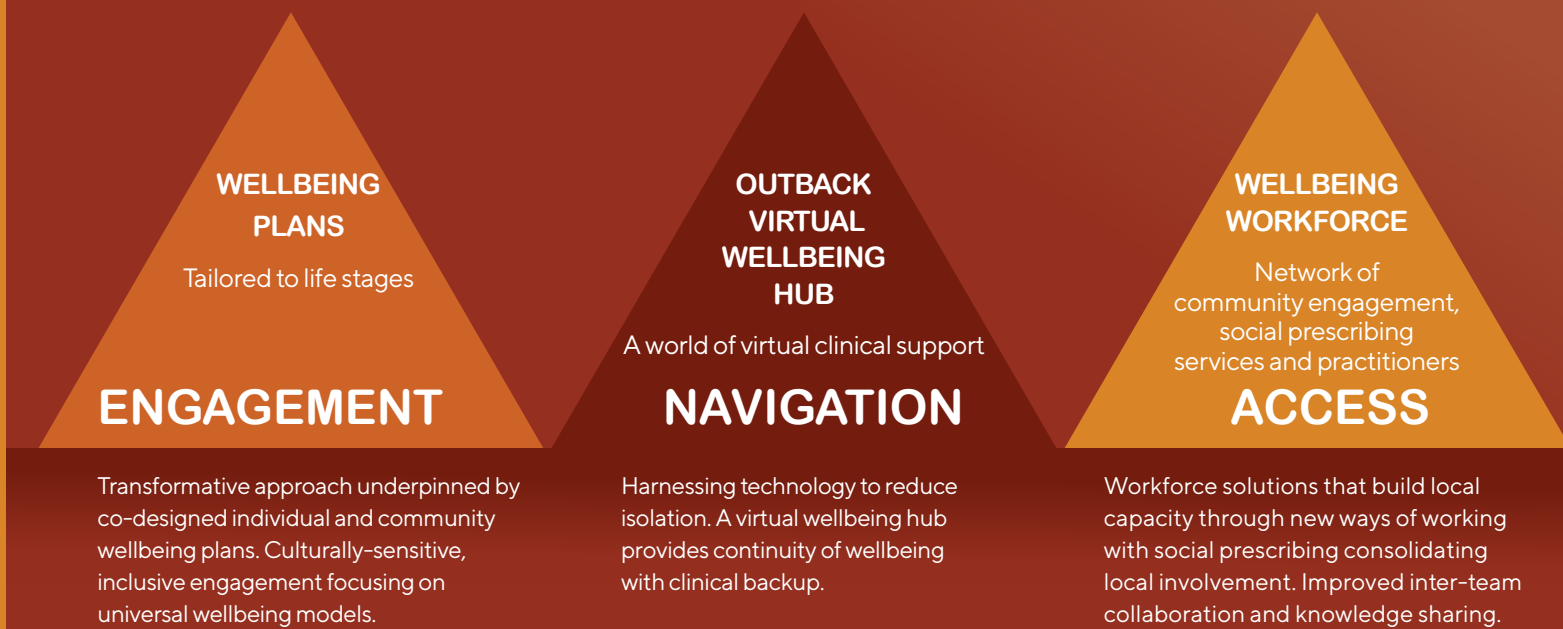 WELLBEING
PLANS
Tailored to life stages
ENGAGEMENT
Transformative approach underpinned by
co-designed individual and community
wellbeing plans. Culturally-sensitive,
inclusive engagement focusing on
universal wellbeing models.
OUTBACK
VIRTUAL
WELLBEING
HUB
A world of virtual clinical support
NAVIGATION
Harnessing technology to reduce
isolation. A virtual wellbeing hub
provides continuity of wellbeing
with clinical backup.
WELLBEING
WORKFORCE
Network of
community engagement,
social prescribing
services and practitioners
ACCESS
Workforce solutions that build local
capacity through new ways of working
with social prescribing consolidating
local involvement. Improved inter-team
collaboration and knowledge sharing.